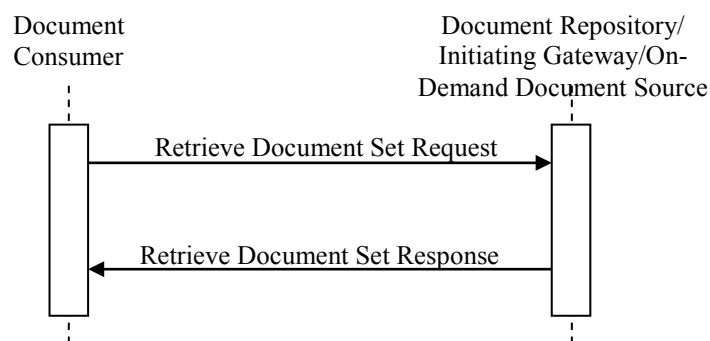 Document
Consumer
Document Repository/
Initiating Gateway/On-
Demand Document Source
Retrieve Document Set Request
Retrieve Document Set Response